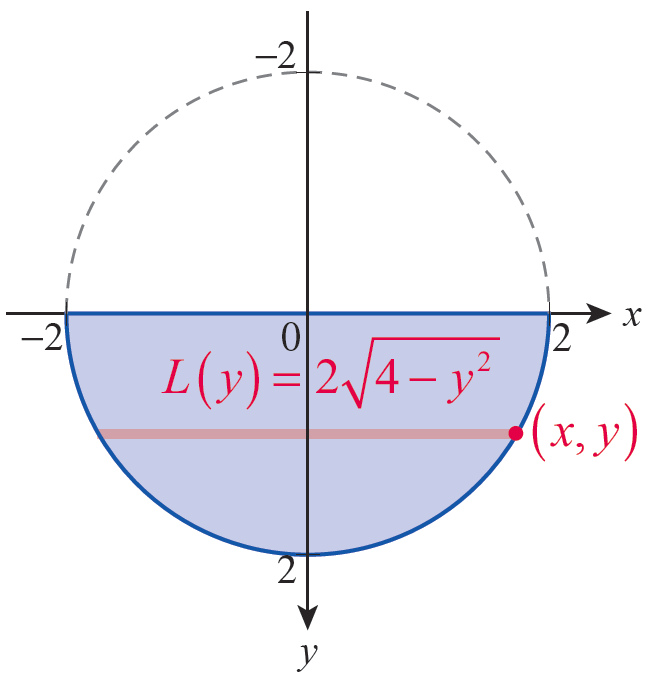 −2
−2 0 2 x
L(y) = 2√(4 − y²)
(x, y)
2
y